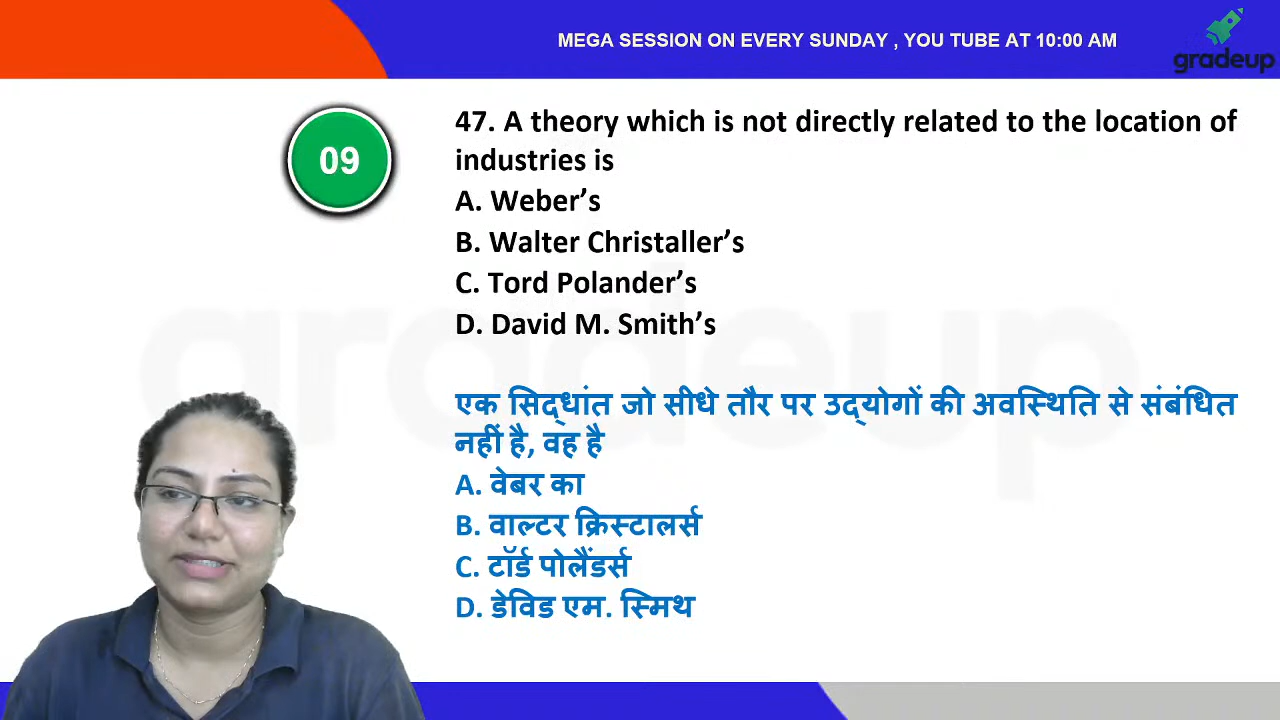 MEGA SESSION ON EVERY SUNDAY , YOU TUBE AT 10:00 AM
gradeup
09
47. A theory which is not directly related to the location of
industries is
A. Weber’s
B. Walter Christaller’s
C. Tord Polander’s
D. David M. Smith’s
gradeup
एक सिद्धांत जो सीधे तौर पर उद्योगों की अवस्थिति से संबंधित
नहीं है, वह है
A. वेबर का
B. वाल्टर क्रिस्टालर्स
C. टॉर्ड पोलैंडर्स
D. डेविड एम. स्मिथ